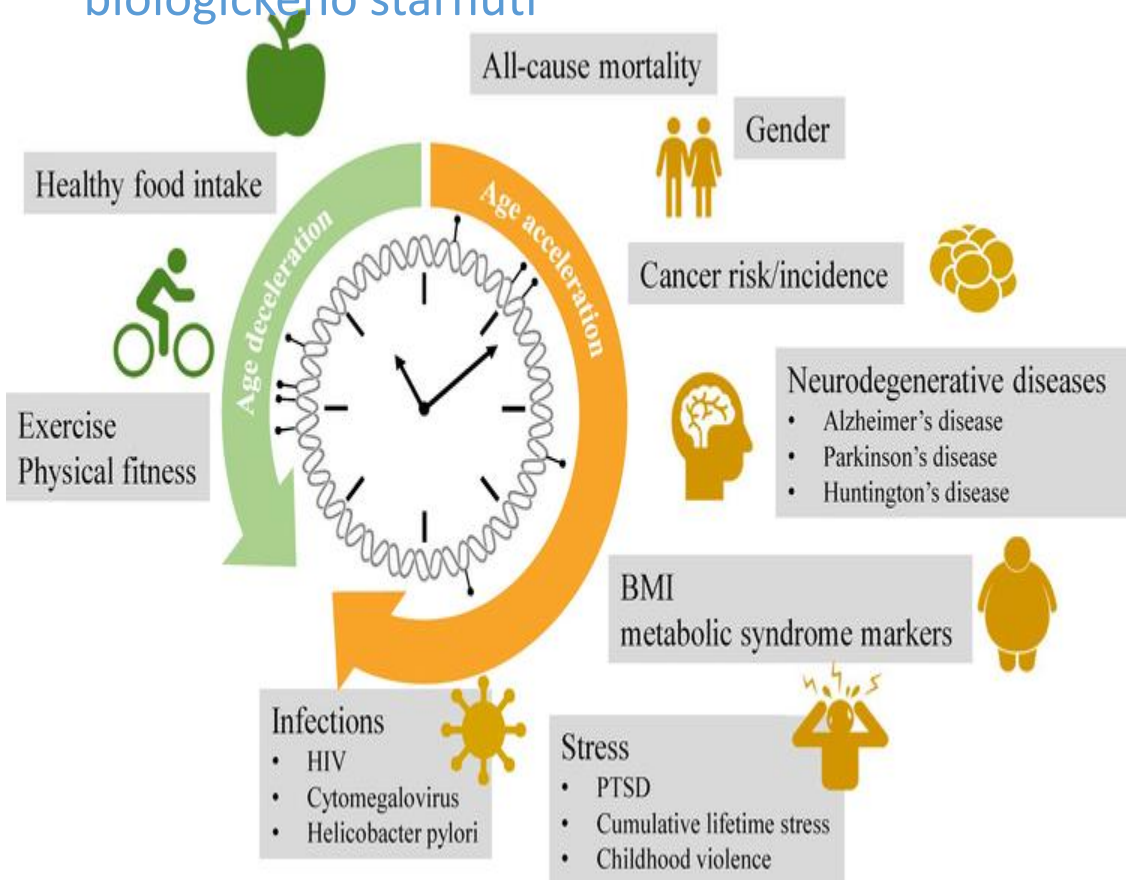 biologického stárnutí
All-cause mortality
Gender
Healthy food intake
Age deceleration
Age acceleration
Cancer risk/incidence
Exercise
Physical fitness
Neurodegenerative diseases
• Alzheimer’s disease
• Parkinson’s disease
• Huntington’s disease
BMI
metabolic syndrome markers
Infections
• HIV
• Cytomegalovirus
• Helicobacter pylori
Stress
• PTSD
• Cumulative lifetime stress
• Childhood violence